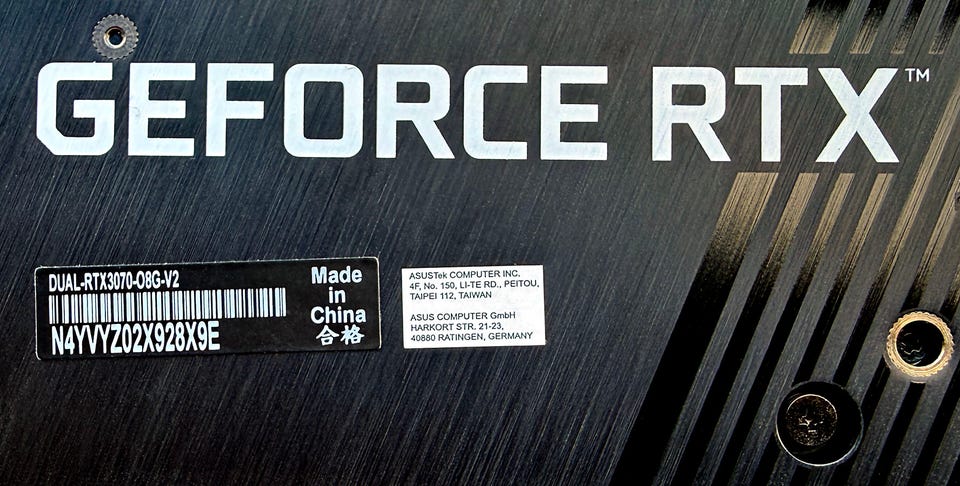 GEFORCE RTX™
DUAL-RTX3070-O8G-V2
N4YVYZ02X928X9E
Made
in
China
合格
ASUSTek COMPUTER INC.
4F, No. 150, LI-TE RD., PEITOU,
TAIPEI 112, TAIWAN
ASUS COMPUTER GmbH
HARKORT STR. 21-23,
40880 RATINGEN, GERMANY